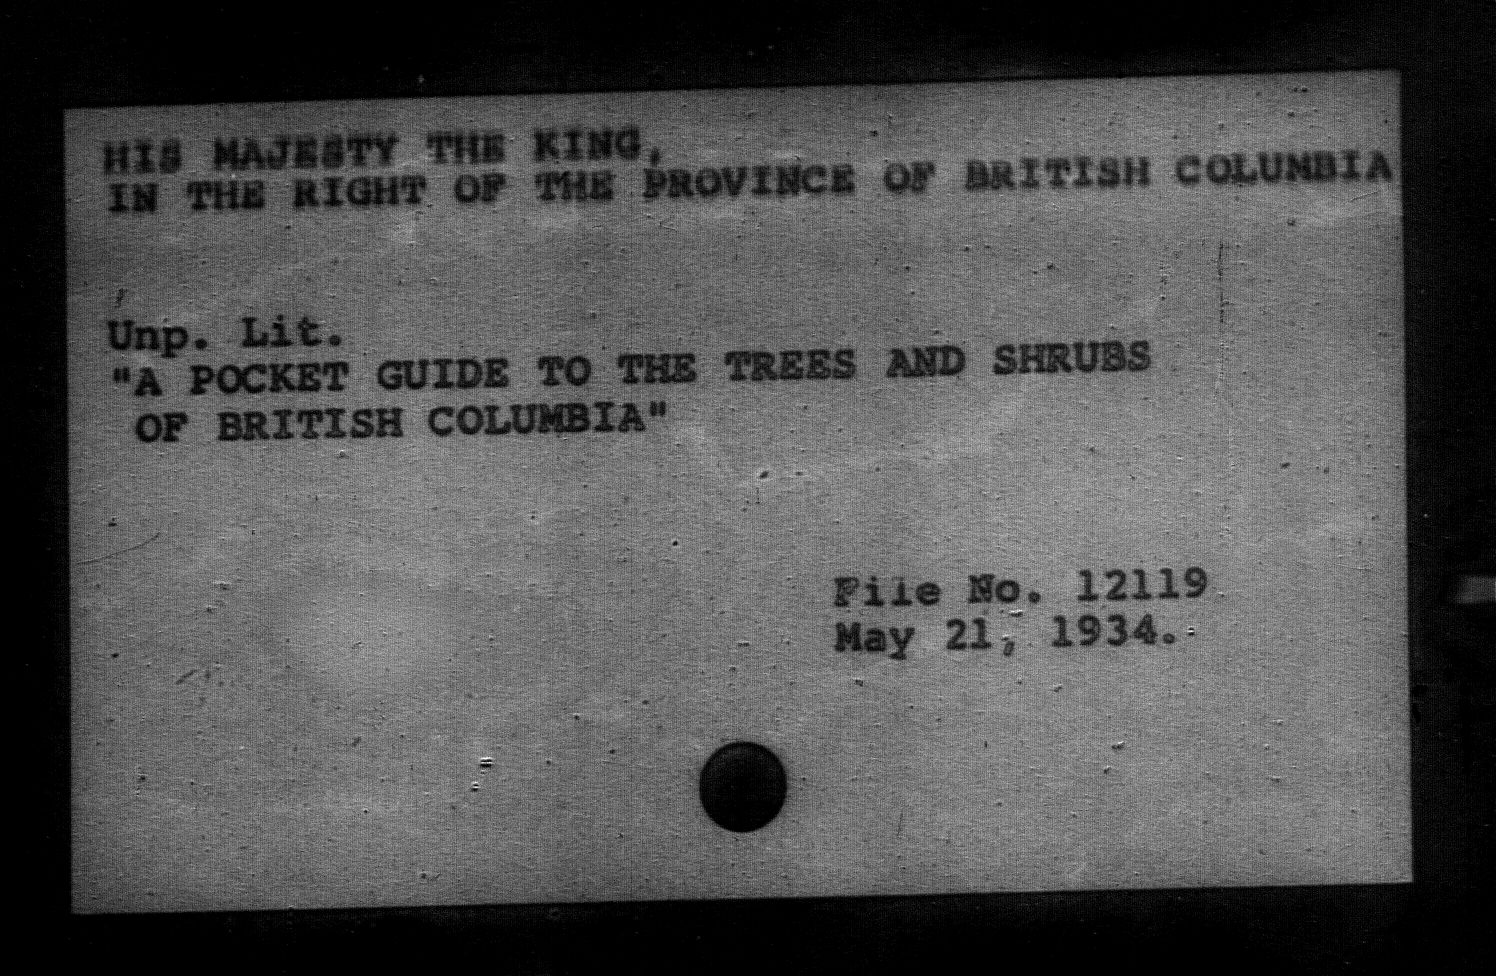 HIS MAJESTY THE KING,
IN THE RIGHT OF THE PROVINCE OF BRITISH COLUMBIA
Unp. Lit.
"A POCKET GUIDE TO THE TREES AND SHRUBS
OF BRITISH COLUMBIA"
File No. 12119
May 21, 1934.